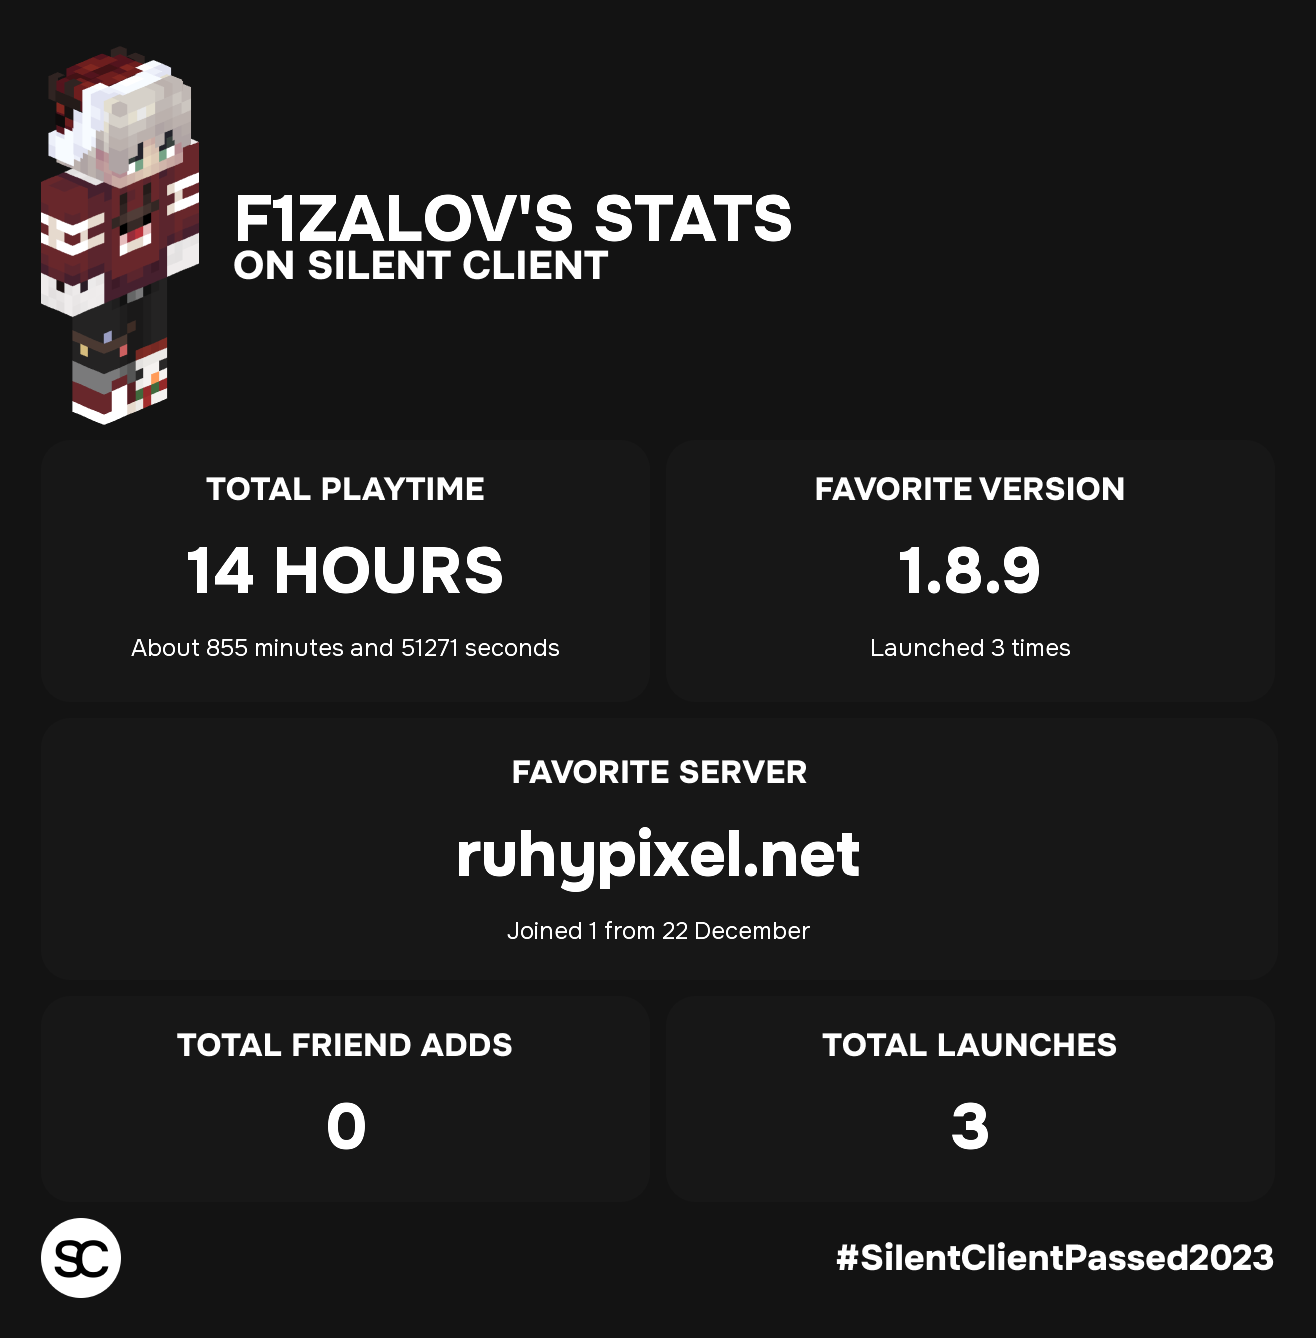 F1ZALOV'S STATS
ON SILENT CLIENT
TOTAL PLAYTIME
14 HOURS
About 855 minutes and 51271 seconds
FAVORITE VERSION
1.8.9
Launched 3 times
FAVORITE SERVER
ruhypixel.net
Joined 1 from 22 December
TOTAL FRIEND ADDS
0
TOTAL LAUNCHES
3
SC
#SilentClientPassed2023